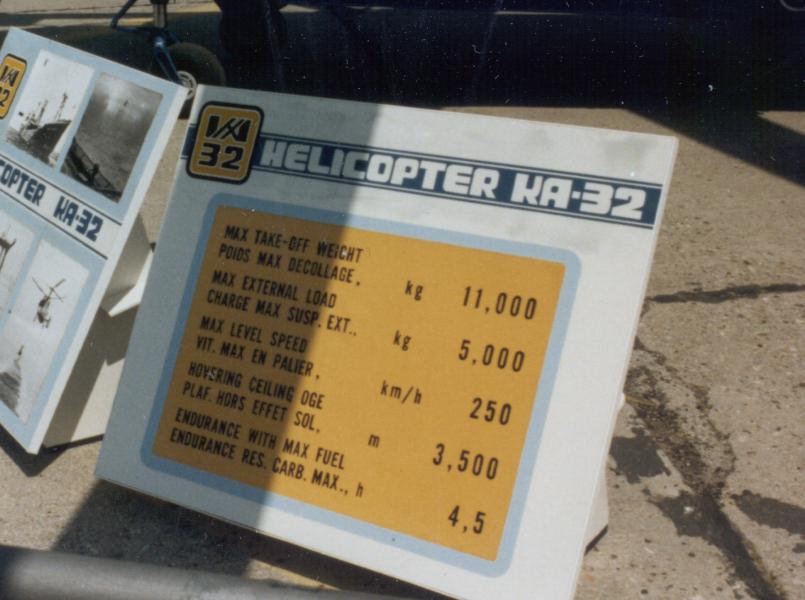 32
COPTER KA-32
32
HELICOPTER KA-32
MAX TAKE-OFF WEIGHT
POIDS MAX DECOLLAGE, kg 11,000
MAX EXTERNAL LOAD
CHARGE MAX SUSP. EXT., kg 5,000
MAX LEVEL SPEED
VIT. MAX EN PALIER, km/h 250
HOVERING CEILING OGE
PLAF. HORS EFFET SOL, m 3,500
ENDURANCE WITH MAX FUEL
ENDURANCE RES. CARB. MAX., h 4,5